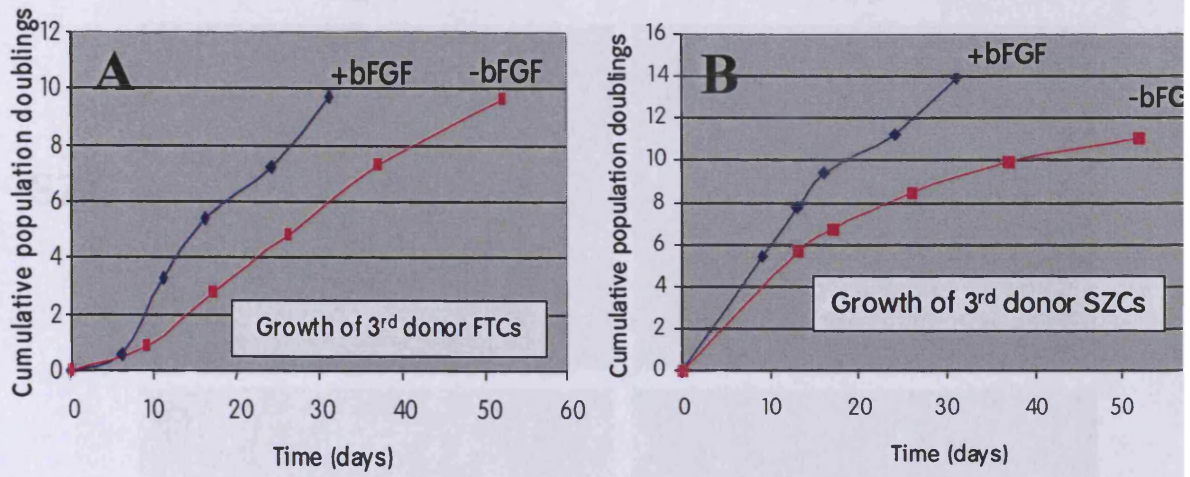 A
Cumulative population doublings
12
10
8
6
4
2
0
+bFGF
-bFGF
Growth of 3rd donor FTCs
0 10 20 30 40 50 60
Time (days)
B
Cumulative population doublings
16
14
12
10
8
6
4
2
0
+bFGF
-bFG
Growth of 3rd donor SZCs
0 10 20 30 40 50
Time (days)